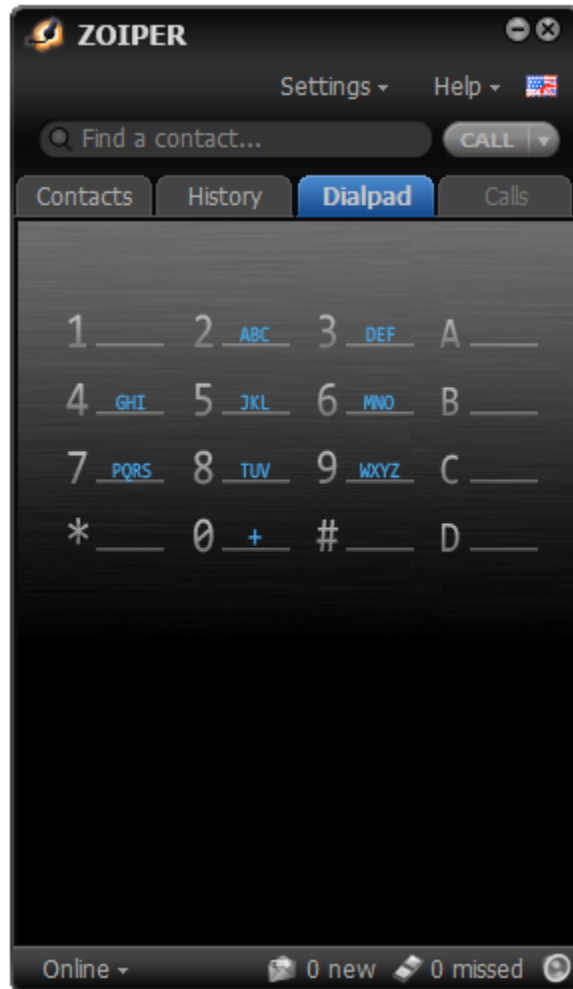 ZOIPER
Settings Help
Find a contact... CALL
Contacts History Dialpad Calls
1 2 ABC 3 DEF A
4 GHI 5 JKL 6 MNO B
7 PQRS 8 TUV 9 WXYZ C
* 0 + # D
Online 0 new 0 missed